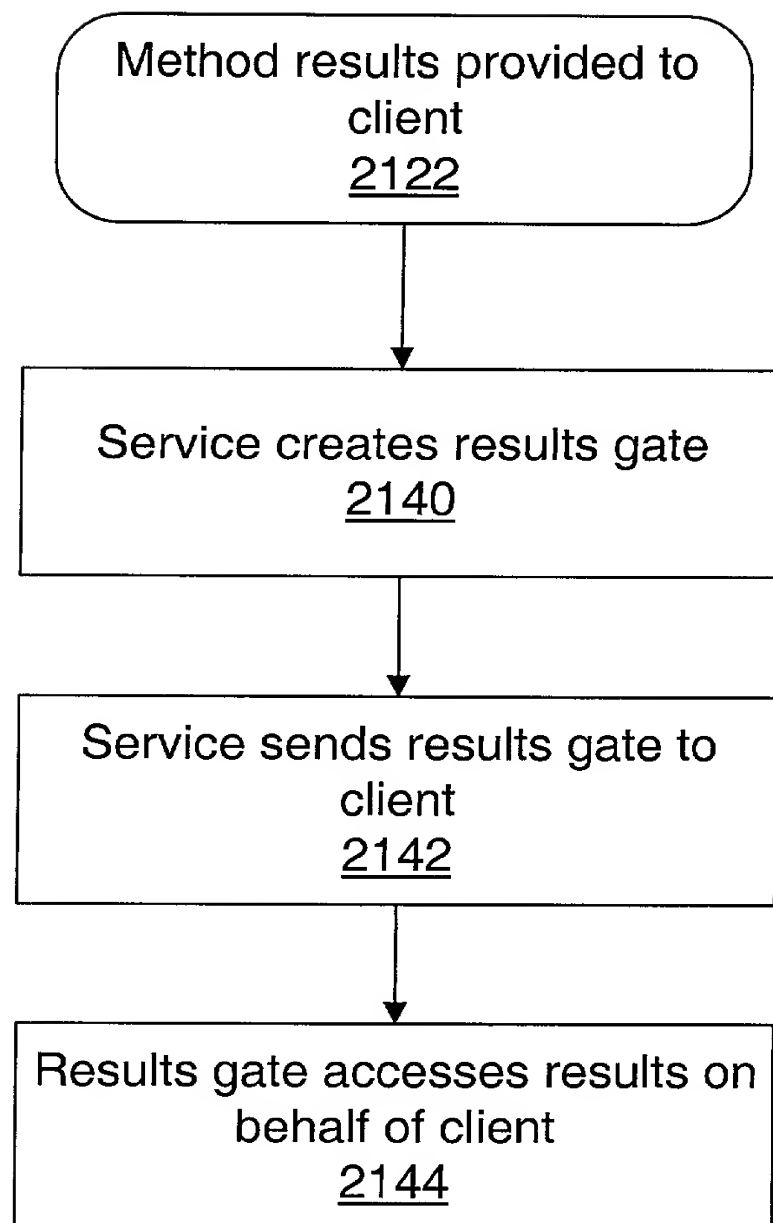 Method results provided to
client
2122
Service creates results gate
2140
Service sends results gate to
client
2142
Results gate accesses results on
behalf of client
2144